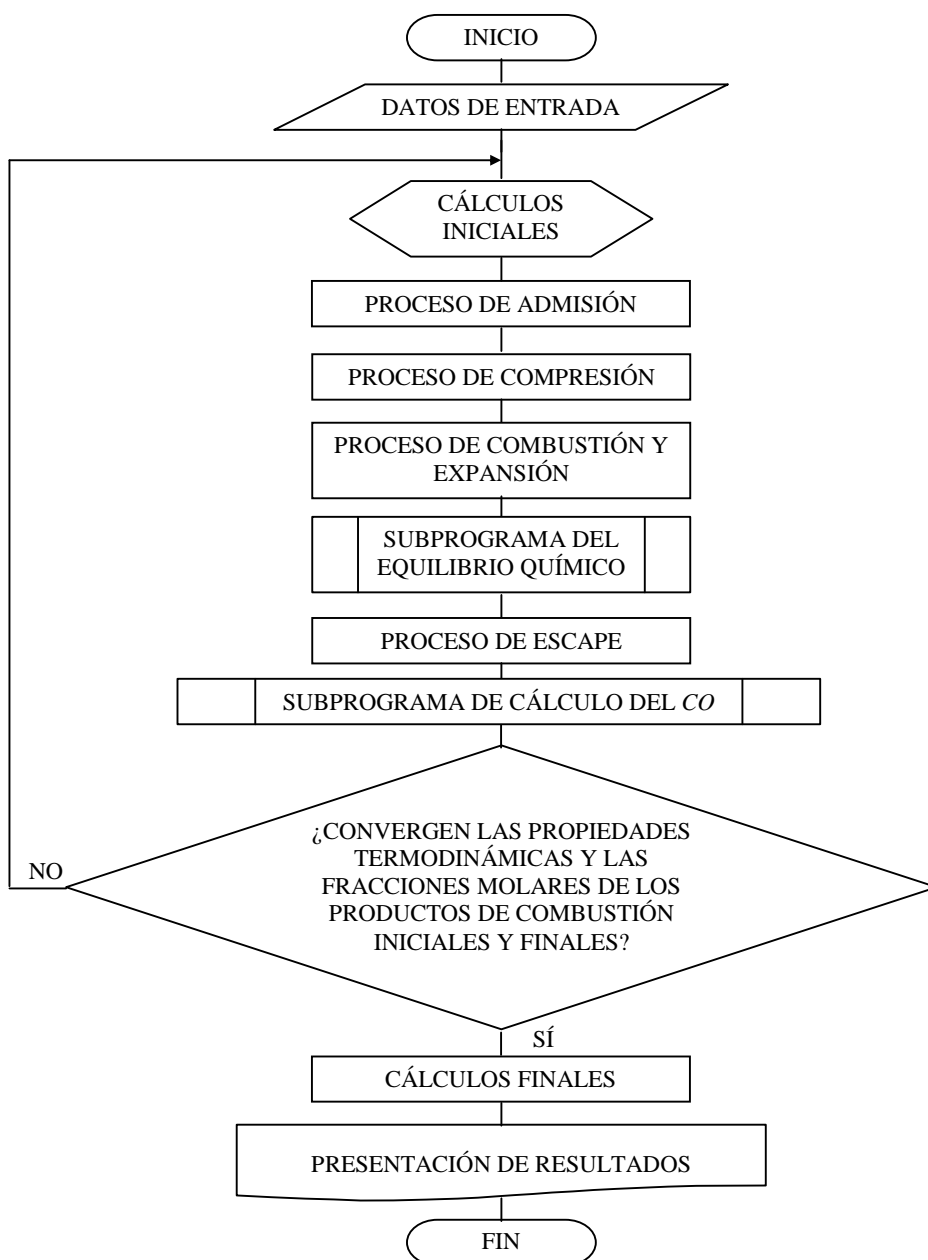 INICIO
DATOS DE ENTRADA
CÁLCULOS
INICIALES
PROCESO DE ADMISIÓN
PROCESO DE COMPRESIÓN
PROCESO DE COMBUSTIÓN Y
EXPANSIÓN
SUBPROGRAMA DEL
EQUILIBRIO QUÍMICO
PROCESO DE ESCAPE
SUBPROGRAMA DE CÁLCULO DEL CO
¿CONVERGEN LAS PROPIEDADES
TERMODINÁMICAS Y LAS
FRACCIONES MOLARES DE LOS
PRODUCTOS DE COMBUSTIÓN
INICIALES Y FINALES?
NO
SÍ
CÁLCULOS FINALES
PRESENTACIÓN DE RESULTADOS
FIN